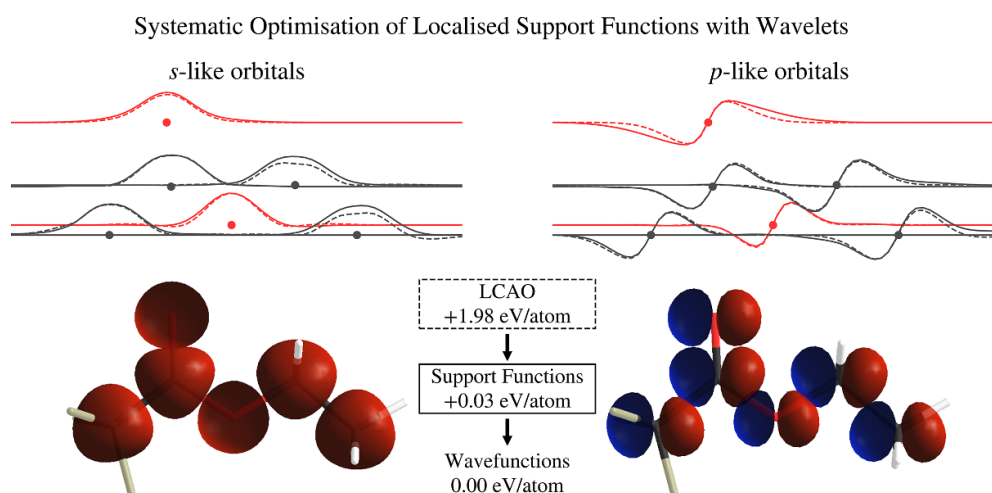 Systematic Optimisation of Localised Support Functions with Wavelets
s-like orbitals
p-like orbitals
LCAO
+1.98 eV/atom
Support Functions
+0.03 eV/atom
Wavefunctions
0.00 eV/atom